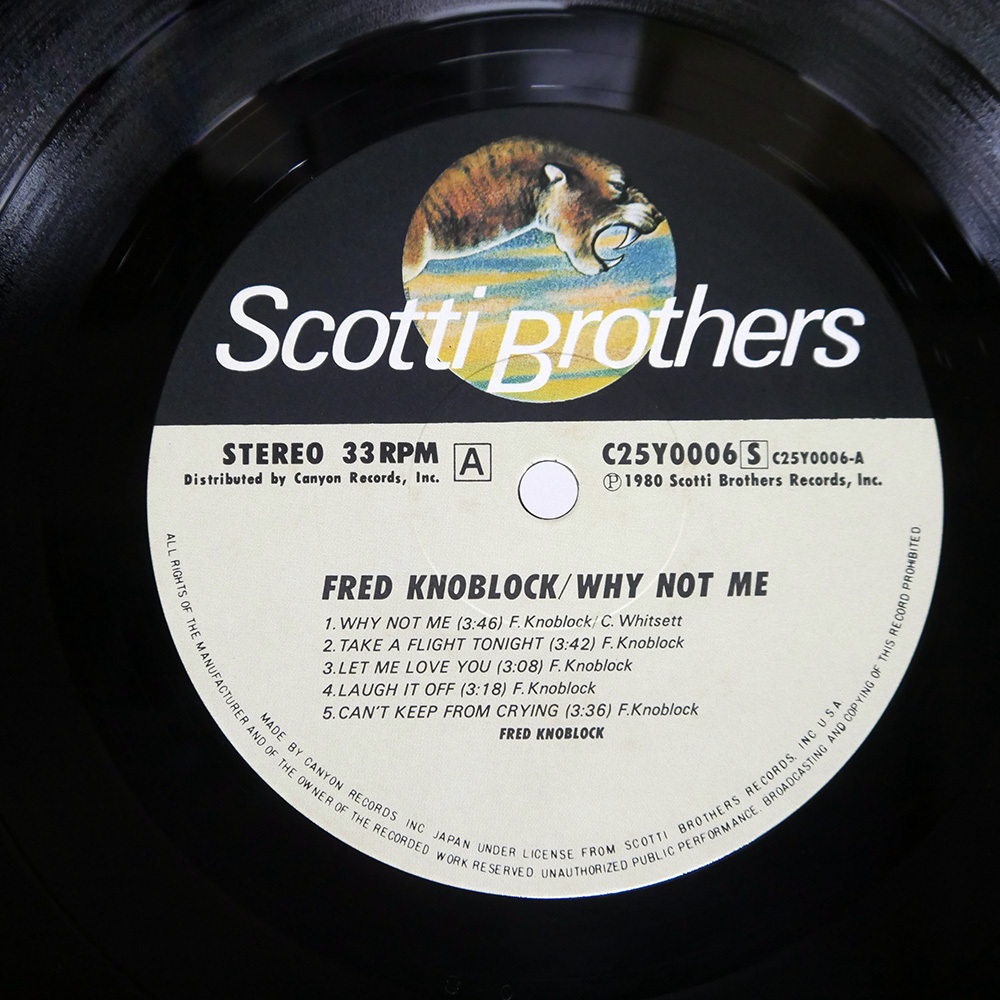 Scotti Brothers
STEREO 33RPM A C25Y0006 S C25Y0006-A
Distributed by Canyon Records, Inc. Ⓟ1980 Scotti Brothers Records, Inc.
FRED KNOBLOCK/WHY NOT ME
1.WHY NOT ME (3:46) F.Knoblock/C. Whitsett
2.TAKE A FLIGHT TONIGHT (3:42) F.Knoblock
3.LET ME LOVE YOU (3:08) F.Knoblock
4.LAUGH IT OFF (3:18) F.Knoblock
5.CAN'T KEEP FROM CRYING (3:36) F.Knoblock
FRED KNOBLOCK
MADE BY CANYON RECORDS INC JAPAN UNDER LICENSE FROM SCOTTI BROTHERS RECORDS, INC U.S.A
ALL RIGHTS OF THE MANUFACTURER AND OF THE OWNER OF THE RECORDED WORK RESERVED UNAUTHORIZED PUBLIC PERFORMANCE. BROADCASTING AND COPYING OF THIS RECORD PROHIBITED